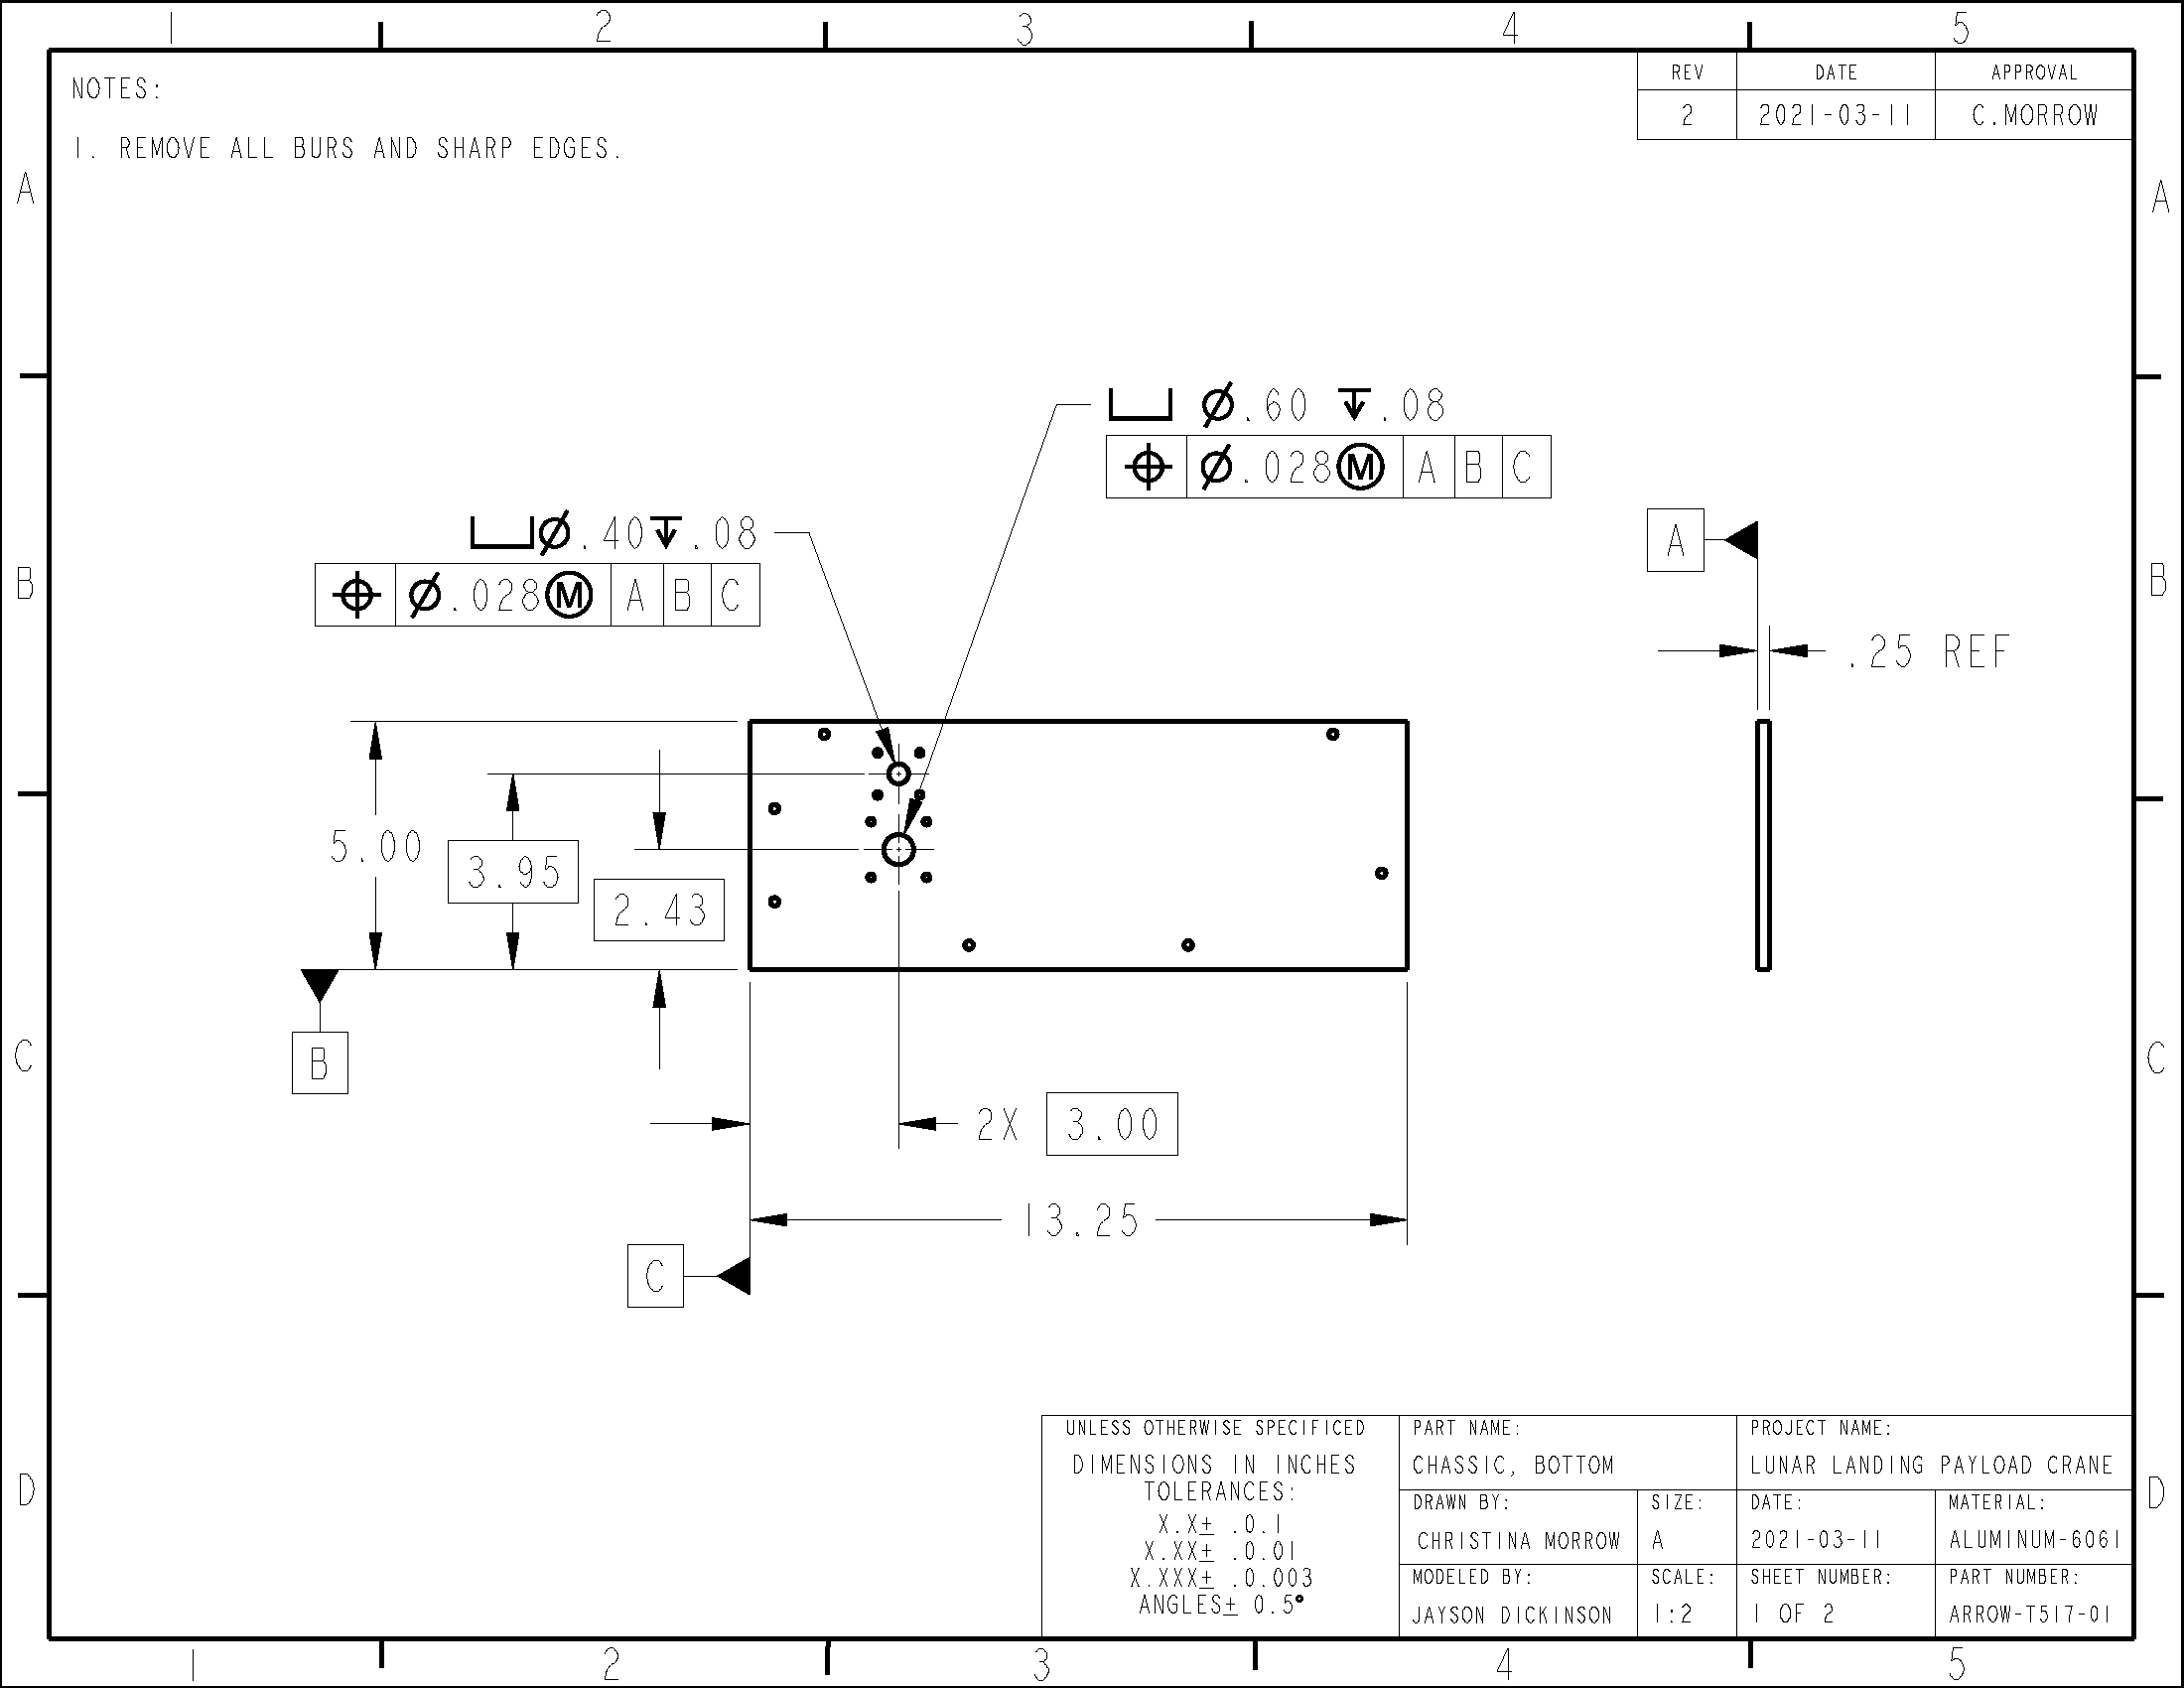 1 2 3 4 5
NOTES:
1. REMOVE ALL BURS AND SHARP EDGES.
REV DATE APPROVAL
2 2021-03-11 C.MORROW
A A
⌴ ⌀.60 ↧.08
⌖ ⌀.028Ⓜ A B C
⌴⌀.40↧.08
⌖ ⌀.028Ⓜ A B C
A
B B
.25 REF
5.00
3.95
2.43
B
C C
2X 3.00
13.25
C
UNLESS OTHERWISE SPECIFICED
DIMENSIONS IN INCHES
TOLERANCES:
X.X± .0.1
X.XX± .0.01
X.XXX± .0.003
ANGLES± 0.5°
PART NAME:
CHASSIC, BOTTOM
PROJECT NAME:
LUNAR LANDING PAYLOAD CRANE
DRAWN BY:
CHRISTINA MORROW
SIZE:
A
DATE:
2021-03-11
MATERIAL:
ALUMINUM-6061
MODELED BY:
JAYSON DICKINSON
SCALE:
1:2
SHEET NUMBER:
1 OF 2
PART NUMBER:
ARROW-T517-01
D D
1 2 3 4 5